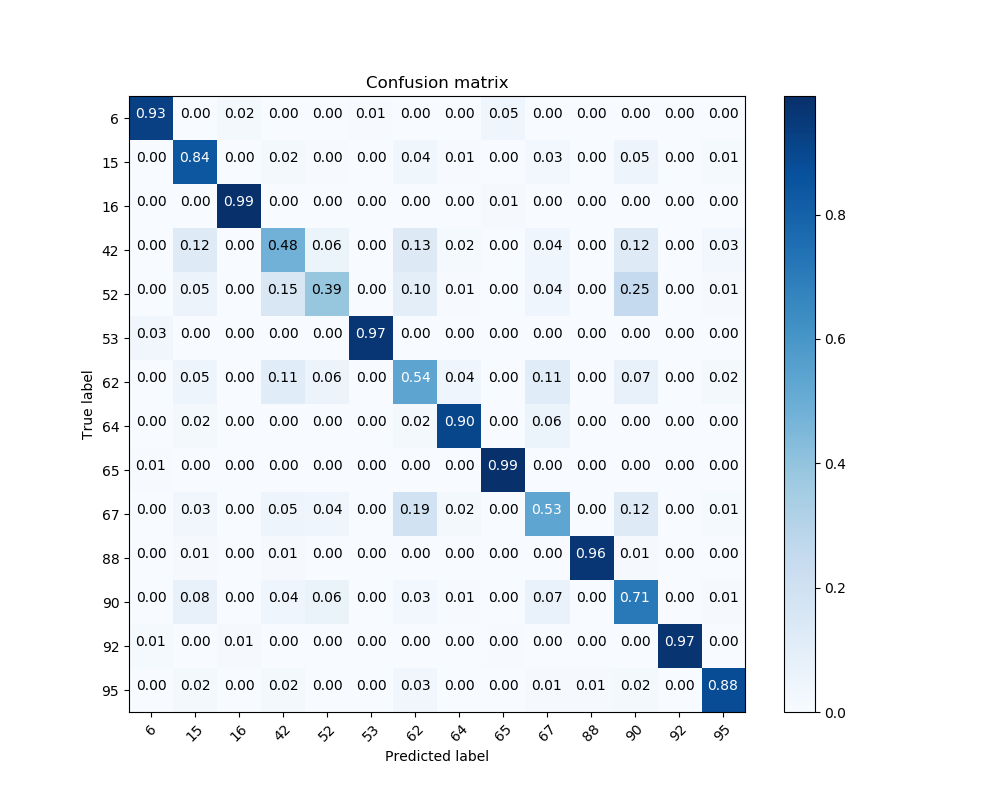 Confusion matrix
True label
6 0.93 0.00 0.02 0.00 0.00 0.01 0.00 0.00 0.05 0.00 0.00 0.00 0.00 0.00
15 0.00 0.84 0.00 0.02 0.00 0.00 0.04 0.01 0.00 0.03 0.00 0.05 0.00 0.01
16 0.00 0.00 0.99 0.00 0.00 0.00 0.00 0.00 0.01 0.00 0.00 0.00 0.00 0.00
42 0.00 0.12 0.00 0.48 0.06 0.00 0.13 0.02 0.00 0.04 0.00 0.12 0.00 0.03
52 0.00 0.05 0.00 0.15 0.39 0.00 0.10 0.01 0.00 0.04 0.00 0.25 0.00 0.01
53 0.03 0.00 0.00 0.00 0.00 0.97 0.00 0.00 0.00 0.00 0.00 0.00 0.00 0.00
62 0.00 0.05 0.00 0.11 0.06 0.00 0.54 0.04 0.00 0.11 0.00 0.07 0.00 0.02
64 0.00 0.02 0.00 0.00 0.00 0.00 0.02 0.90 0.00 0.06 0.00 0.00 0.00 0.00
65 0.01 0.00 0.00 0.00 0.00 0.00 0.00 0.00 0.99 0.00 0.00 0.00 0.00 0.00
67 0.00 0.03 0.00 0.05 0.04 0.00 0.19 0.02 0.00 0.53 0.00 0.12 0.00 0.01
88 0.00 0.01 0.00 0.01 0.00 0.00 0.00 0.00 0.00 0.00 0.96 0.01 0.00 0.00
90 0.00 0.08 0.00 0.04 0.06 0.00 0.03 0.01 0.00 0.07 0.00 0.71 0.00 0.01
92 0.01 0.00 0.01 0.00 0.00 0.00 0.00 0.00 0.00 0.00 0.00 0.00 0.97 0.00
95 0.00 0.02 0.00 0.02 0.00 0.00 0.03 0.00 0.00 0.01 0.01 0.02 0.00 0.88
6 15 16 42 52 53 62 64 65 67 88 90 92 95
Predicted label
0.8
0.6
0.4
0.2
0.0